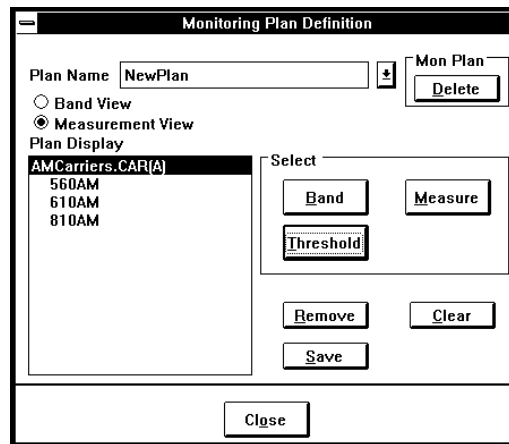 Monitoring Plan Definition
Plan Name NewPlan
Mon Plan
Delete
Band View
Measurement View
Plan Display
AMCarriers.CAR(A)
560AM
610AM
810AM
Select
Band Measure
Threshold
Remove Clear
Save
Close